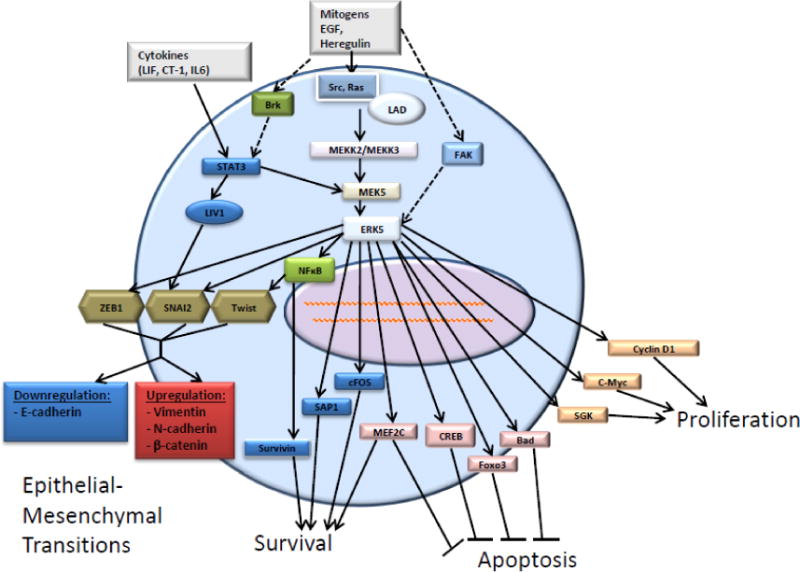 Mitogens
EGF,
Heregulin
Cytokines
(LIF, CT-1, IL6)
Brk
Src, Ras
LAD
MEKK2/MEKK3
FAK
STAT3
MEK5
LIV1
ERK5
NFκB
ZEB1
SNAI2
Twist
Cyclin D1
C-Myc
SGK
Proliferation
Downregulation:
- E-cadherin
Upregulation:
- Vimentin
- N-cadherin
- β-catenin
cFOS
SAP1
MEF2C
CREB
Bad
Foxo3
Survivin
Epithelial-
Mesenchymal
Transitions
Survival
Apoptosis